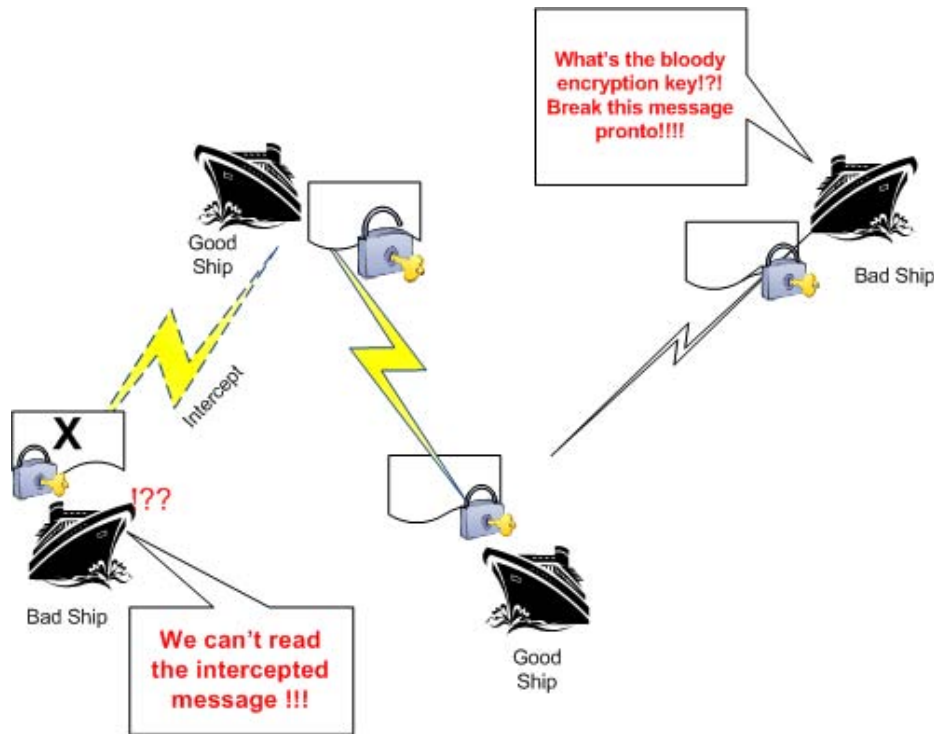 What's the bloody
encryption key!?!
Break this message
pronto!!!!
Good
Ship
Bad Ship
Intercept
X
!??
Bad Ship
We can't read
the intercepted
message !!!
Good
Ship